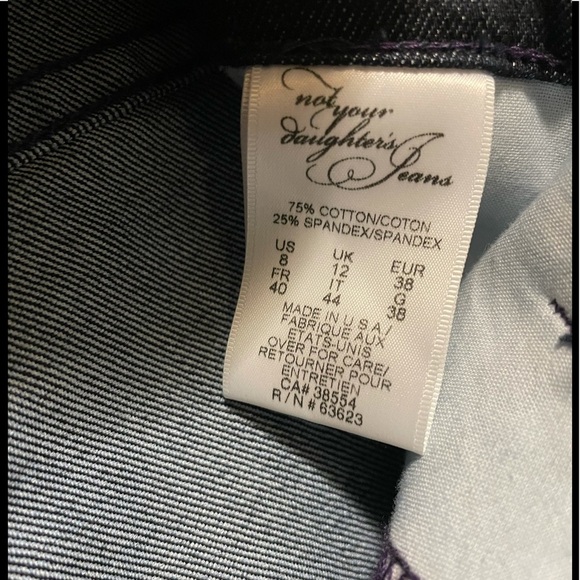 not your
daughter's
Jeans
75% COTTON/COTON
25% SPANDEX/SPANDEX
US UK EUR
8 12 38
FR IT G
40 44 38
MADE IN U.S.A/
FABRIQUE AUX
ETATS-UNIS
OVER FOR CARE/
RETOURNER POUR
ENTRETIEN
CA# 38554
R/N # 63623